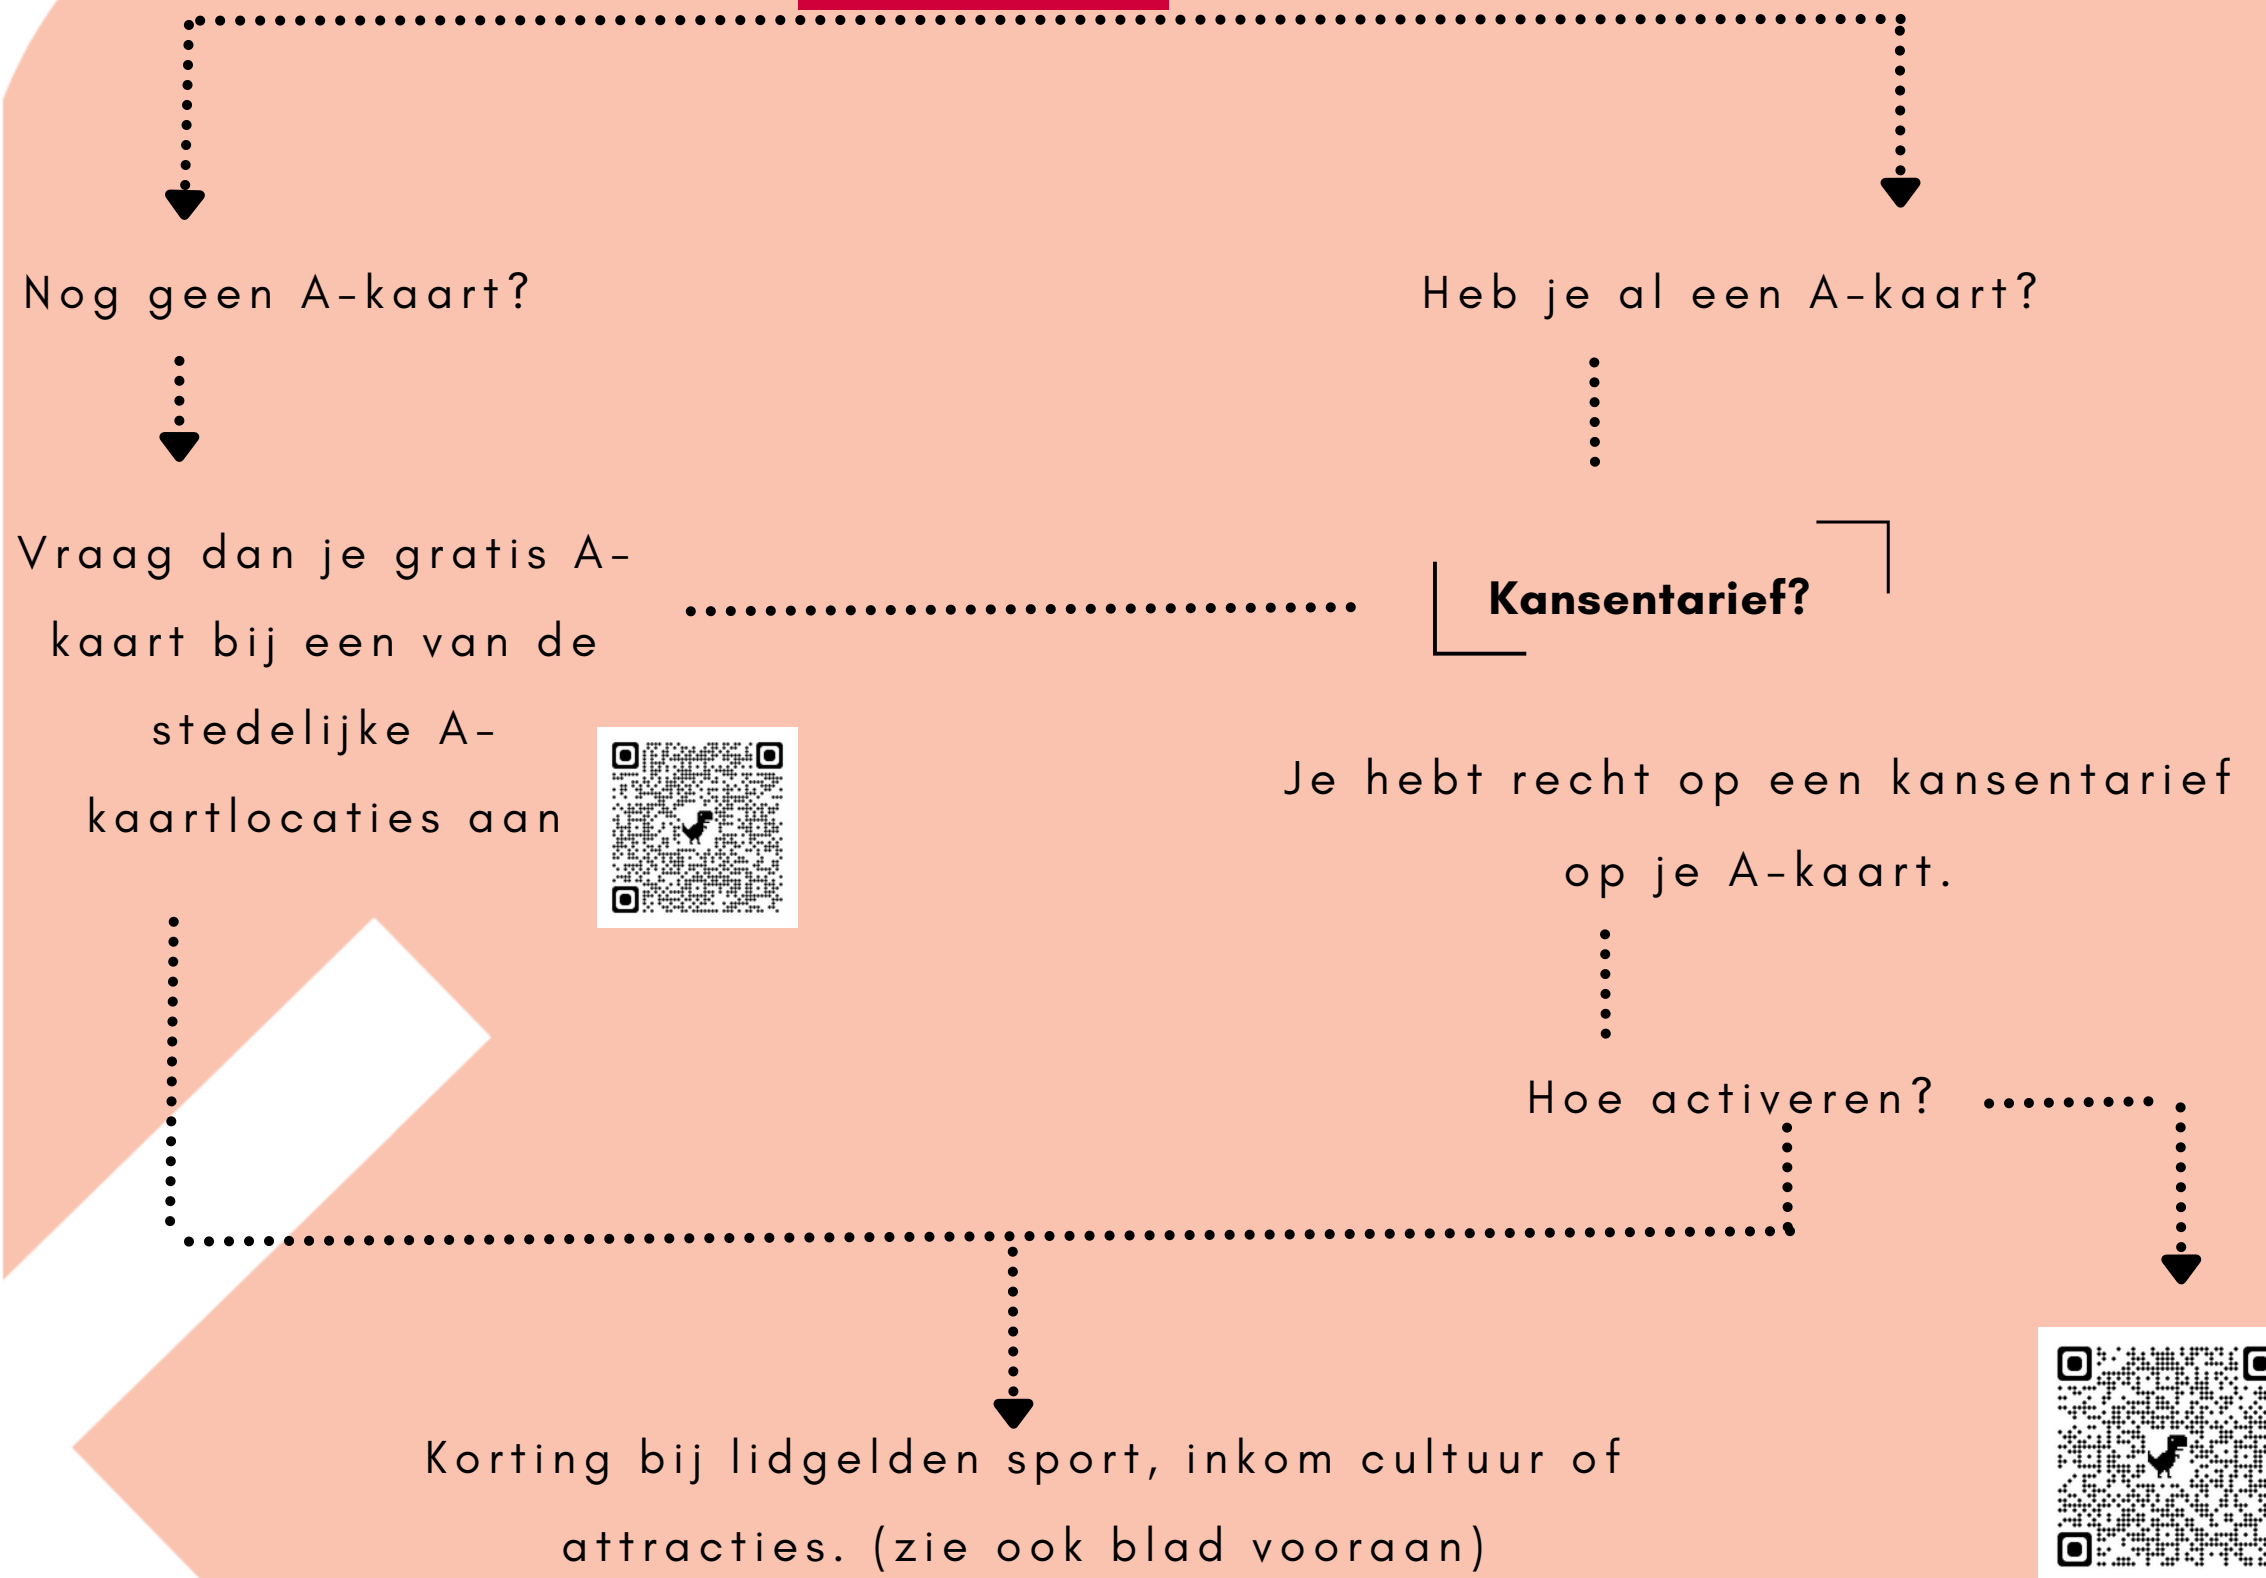 Nog geen A-kaart?
Heb je al een A-kaart?
Vraag dan je gratis A-
kaart bij een van de
stedelijke A-
kaartlocaties aan
Kansentarief?
Je hebt recht op een kansentarief
op je A-kaart.
Hoe activeren?
Korting bij lidgelden sport, inkom cultuur of
attracties. (zie ook blad vooraan)